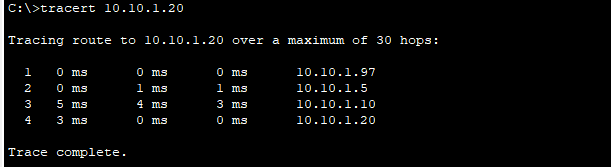 C:\>tracert 10.10.1.20
Tracing route to 10.10.1.20 over a maximum of 30 hops:
1 0 ms 0 ms 0 ms 10.10.1.97
2 0 ms 1 ms 1 ms 10.10.1.5
3 5 ms 4 ms 3 ms 10.10.1.10
4 3 ms 0 ms 0 ms 10.10.1.20
Trace complete.